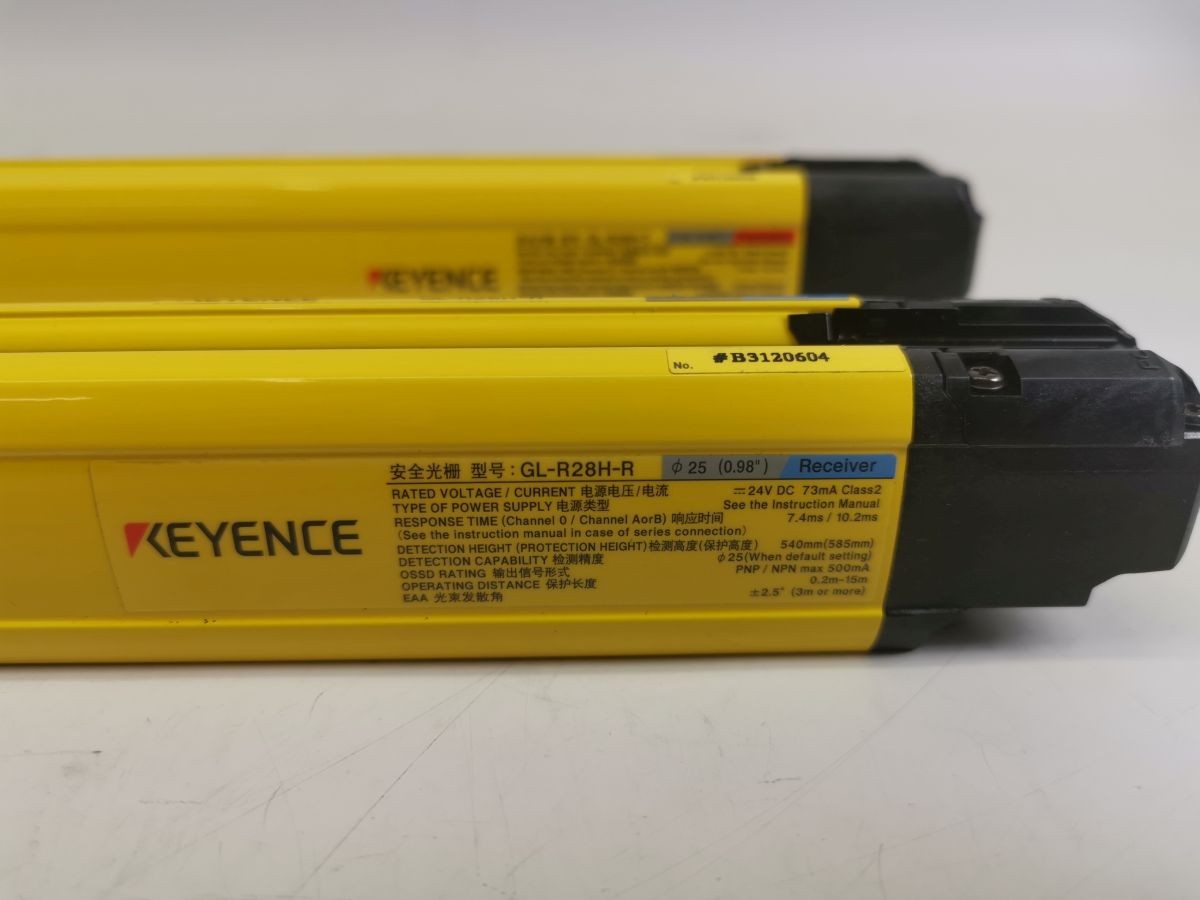 KEYENCE
No. #B3120604
安全光栅 型号: GL-R28H-R φ25 (0.98") Receiver
RATED VOLTAGE / CURRENT 电源电压/电流 ⎓24V DC 73mA Class2
TYPE OF POWER SUPPLY 电源类型 See the Instruction Manual
RESPONSE TIME (Channel 0 / Channel AorB) 响应时间 7.4ms / 10.2ms
(See the instruction manual in case of series connection)
DETECTION HEIGHT (PROTECTION HEIGHT) 检测高度(保护高度) 540mm(585mm)
DETECTION CAPABILITY 检测精度 φ25(When default setting)
OSSD RATING 输出信号形式 PNP / NPN max 500mA
OPERATING DISTANCE 保护长度 0.2m-15m
EAA 光束发散角 ±2.5° (3m or more)
KEYENCE